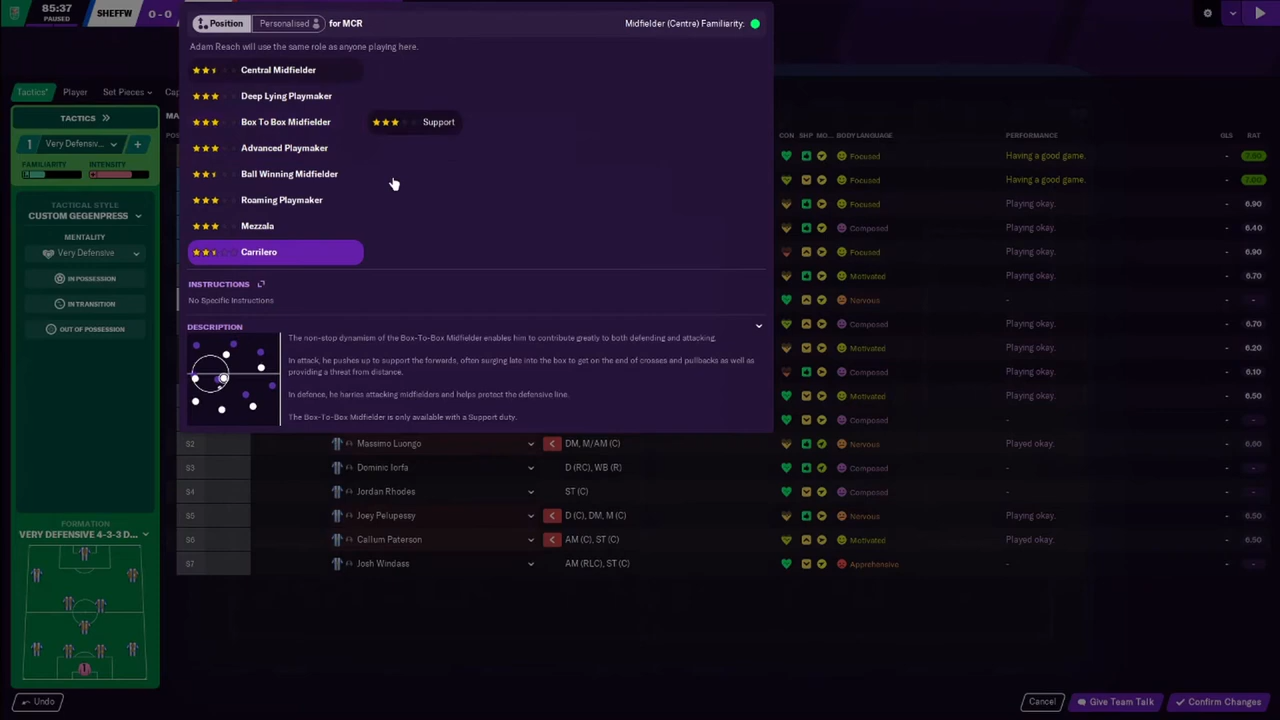 85:37
PAUSED
SHEFFW
0 - 0
Position
Personalised
for MCR
Midfielder (Centre) Familiarity:
Adam Reach will use the same role as anyone playing here.
Central Midfielder
Deep Lying Playmaker
Box To Box Midfielder
Support
Advanced Playmaker
Ball Winning Midfielder
Roaming Playmaker
Mezzala
Carrilero
INSTRUCTIONS
No Specific Instructions
DESCRIPTION
The non-stop dynamism of the Box-To-Box Midfielder enables him to contribute greatly to both defending and attacking.
In attack, he pushes up to support the forwards, often surging late into the box to get on the end of crosses and pullbacks as well as
providing a threat from distance.
In defence, he harries attacking midfielders and helps protect the defensive line.
The Box-To-Box Midfielder is only available with a Support duty.
Tactics*
Player
Set Pieces
Cap
TACTICS
1 Very Defensiv...
FAMILIARITY
INTENSITY
TACTICAL STYLE
CUSTOM GEGENPRESS
MENTALITY
Very Defensive
IN POSSESSION
IN TRANSITION
OUT OF POSSESSION
FORMATION
VERY DEFENSIVE 4-3-3 D...
CON SHP MO... BODY LANGUAGE PERFORMANCE GLS RAT
Focused Having a good game. - 7.50
Focused Having a good game. -
Focused Playing okay. - 6.90
Composed Playing okay. - 6.40
Focused Playing okay. - 6.90
Motivated Playing okay. - 6.70
Nervous - - -
Composed Playing okay. - 6.70
Motivated Playing okay. - 6.20
Composed Playing okay. - 6.10
Motivated Playing okay. - 6.50
Composed - - -
S2 Massimo Luongo DM, M/AM (C) Nervous Played okay. - 6.60
S3 Dominic Iorfa D (RC), WB (R) Composed - - -
S4 Jordan Rhodes ST (C) Composed - - -
S5 Joey Pelupessy D (C), DM, M (C) Nervous Playing okay. - 6.50
S6 Callum Paterson AM (C), ST (C) Motivated Played okay. - 6.50
S7 Josh Windass AM (RLC), ST (C) Apprehensive - - -
Undo
Cancel
Give Team Talk
Confirm Changes